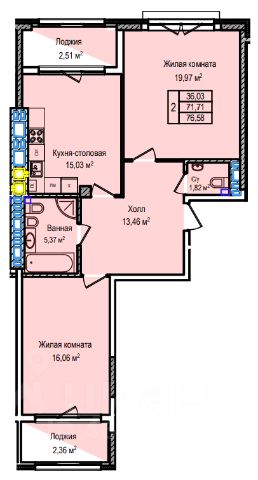 Лоджия
2,51 м²
Жилая комната
19,97 м²
2
36,03
71,71
76,58
Кухня-столовая
15,03 м²
Су
1,82 м²
Холл
13,46 м²
Ванная
5,37 м²
Жилая комната
16,06 м²
Лоджия
2,36 м²